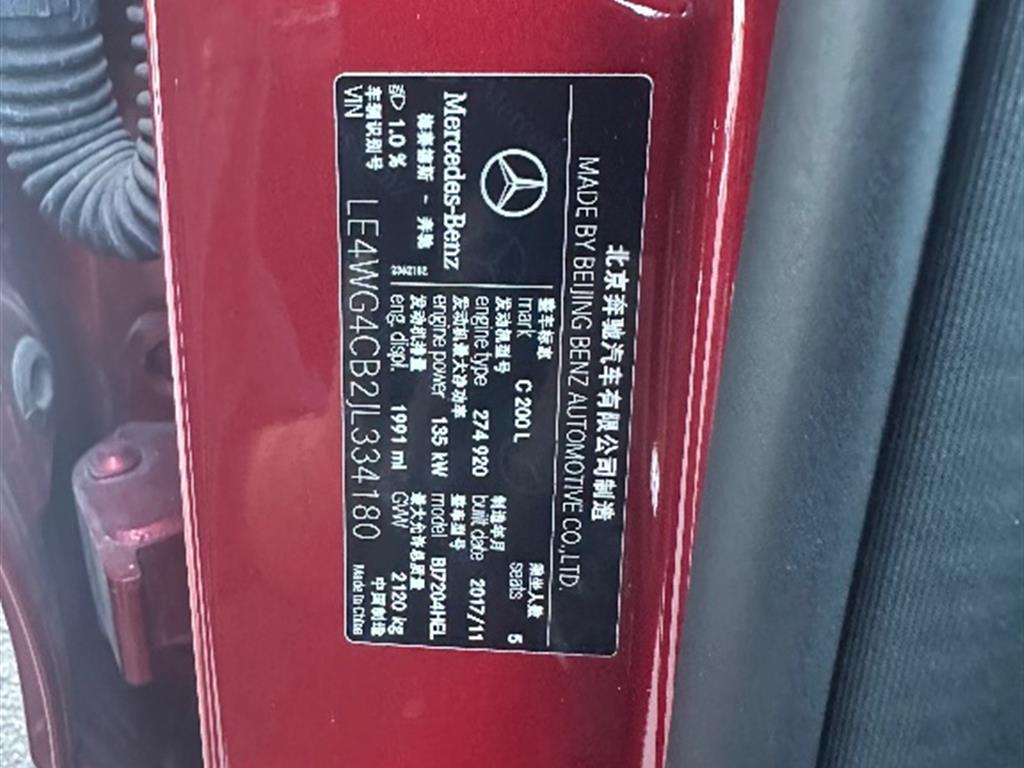 北京奔驰汽车有限公司制造
MADE BY BEIJING BENZ AUTOMOTIVE CO.,LTD.
Mercedes-Benz
梅赛德斯 - 奔驰
整车标志
mark C 200 L
乘坐人数
seats 5
发动机型号
engine type 274 920
制造年月
built date 2017/11
发动机最大净功率
engine power 135 kW
整车型号
model BJ7204HEL
发动机排量
eng. displ. 1991 ml
最大允许总质量
GVW 2120 kg
1.0 %
车辆识别号
VIN LE4WG4CB2JL334180
中国制造
Made In China